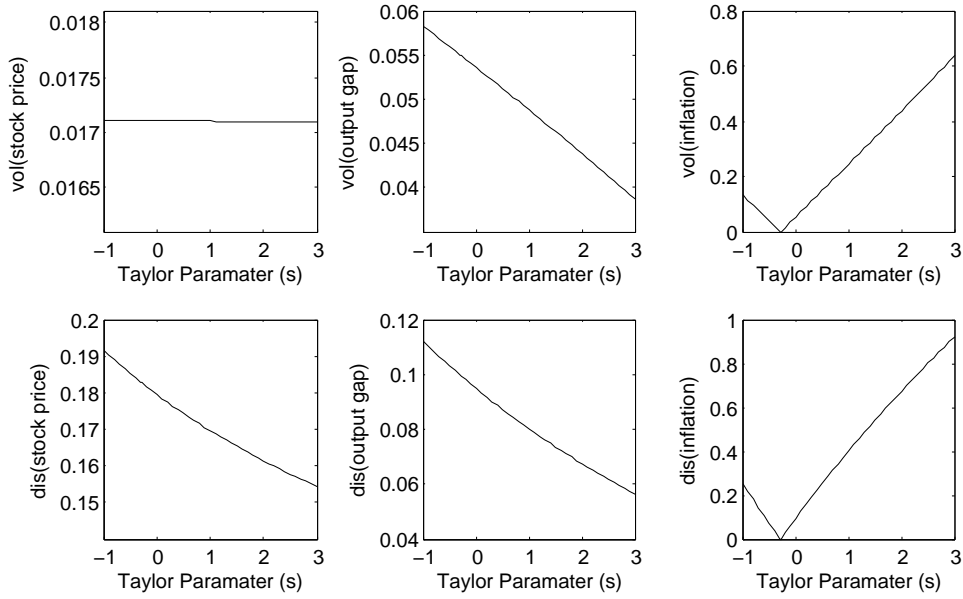 0.018
0.0175
0.017
0.0165
vol(stock price)
−1 0 1 2 3
Taylor Paramater (s)
0.06
0.055
0.05
0.045
0.04
vol(output gap)
−1 0 1 2 3
Taylor Paramater (s)
0.8
0.6
0.4
0.2
0
vol(inflation)
−1 0 1 2 3
Taylor Paramater (s)
0.2
0.19
0.18
0.17
0.16
0.15
dis(stock price)
−1 0 1 2 3
Taylor Paramater (s)
0.12
0.1
0.08
0.06
0.04
dis(output gap)
−1 0 1 2 3
Taylor Paramater (s)
1
0.8
0.6
0.4
0.2
0
dis(inflation)
−1 0 1 2 3
Taylor Paramater (s)